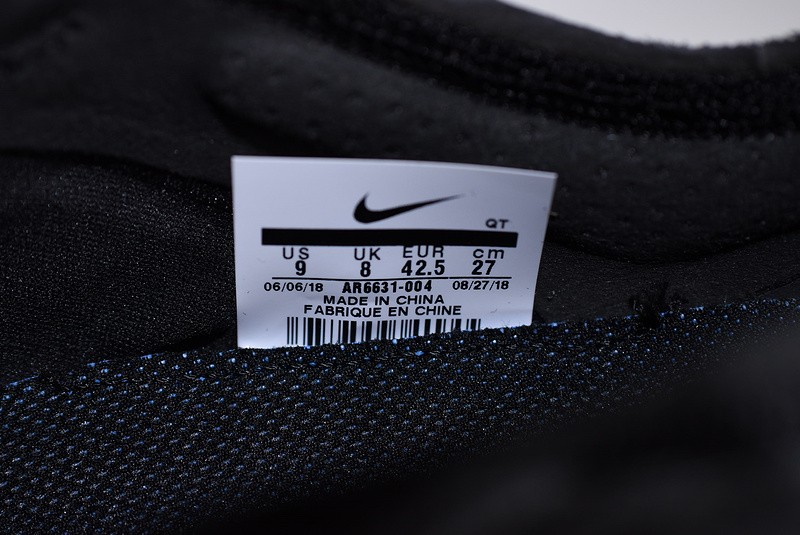 QT
US UK EUR cm
9 8 42.5 27
06/06/18 AR6631-004 08/27/18
MADE IN CHINA
FABRIQUE EN CHINE